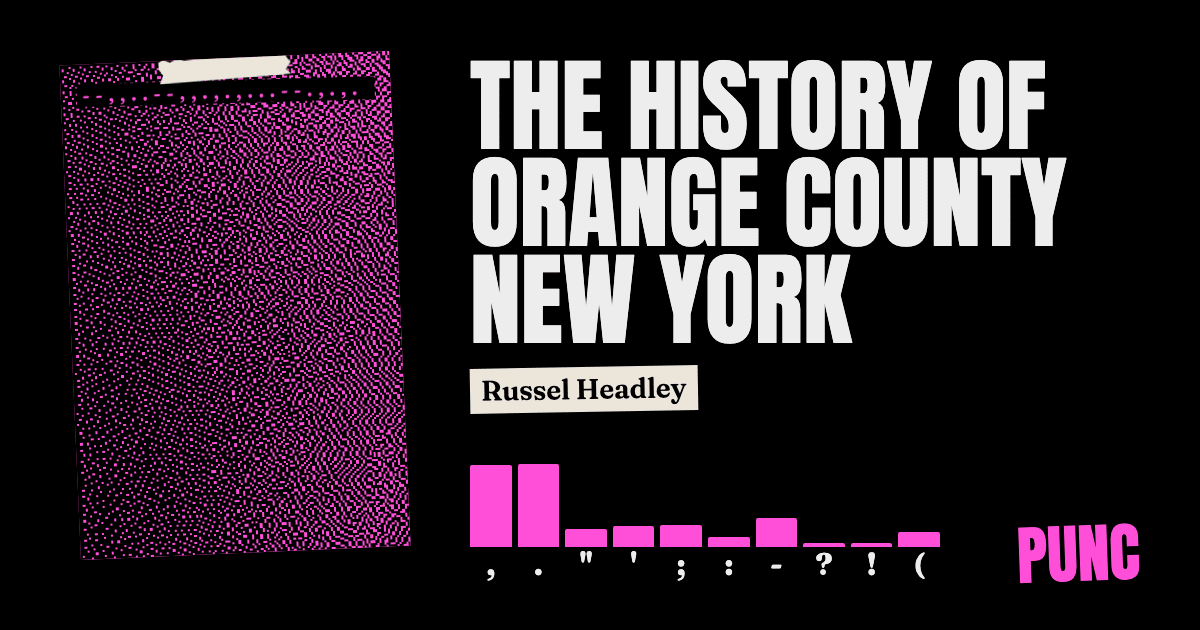 --,,..--,,,.,,...--.,.,.
THE HISTORY OF
ORANGE COUNTY
NEW YORK
Russel Headley
, . " ' ; : - ? ! (
PUNC